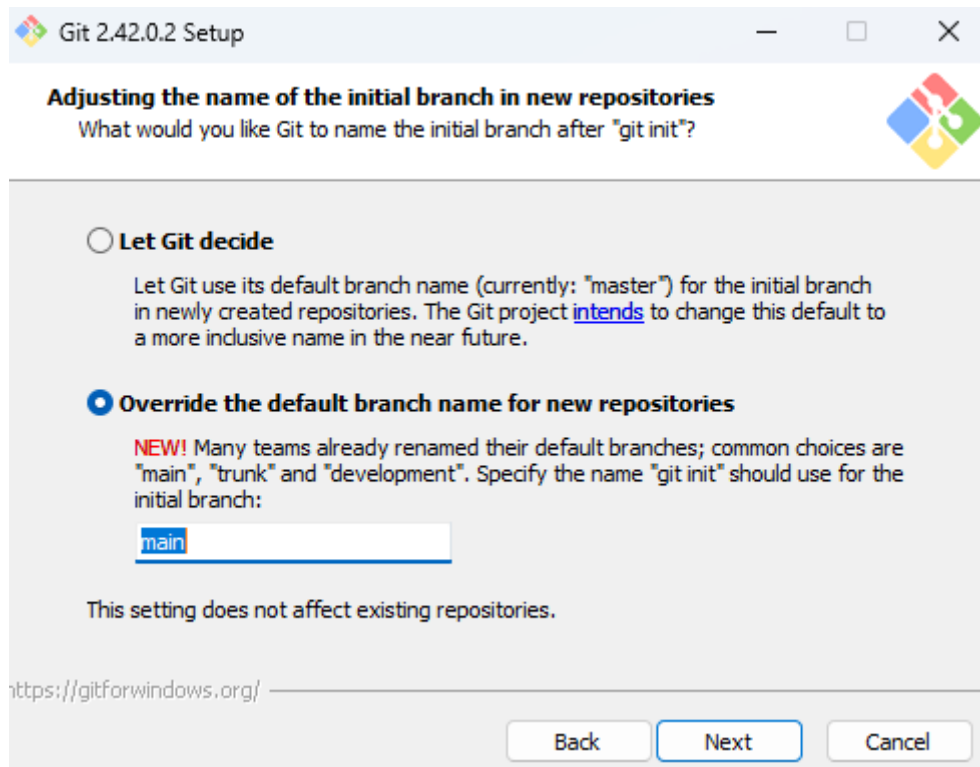 Git 2.42.0.2 Setup
Adjusting the name of the initial branch in new repositories
What would you like Git to name the initial branch after "git init"?
Let Git decide
Let Git use its default branch name (currently: "master") for the initial branch
in newly created repositories. The Git project intends to change this default to
a more inclusive name in the near future.
Override the default branch name for new repositories
NEW! Many teams already renamed their default branches; common choices are
"main", "trunk" and "development". Specify the name "git init" should use for the
initial branch:
main
This setting does not affect existing repositories.
https://gitforwindows.org/
Back Next Cancel